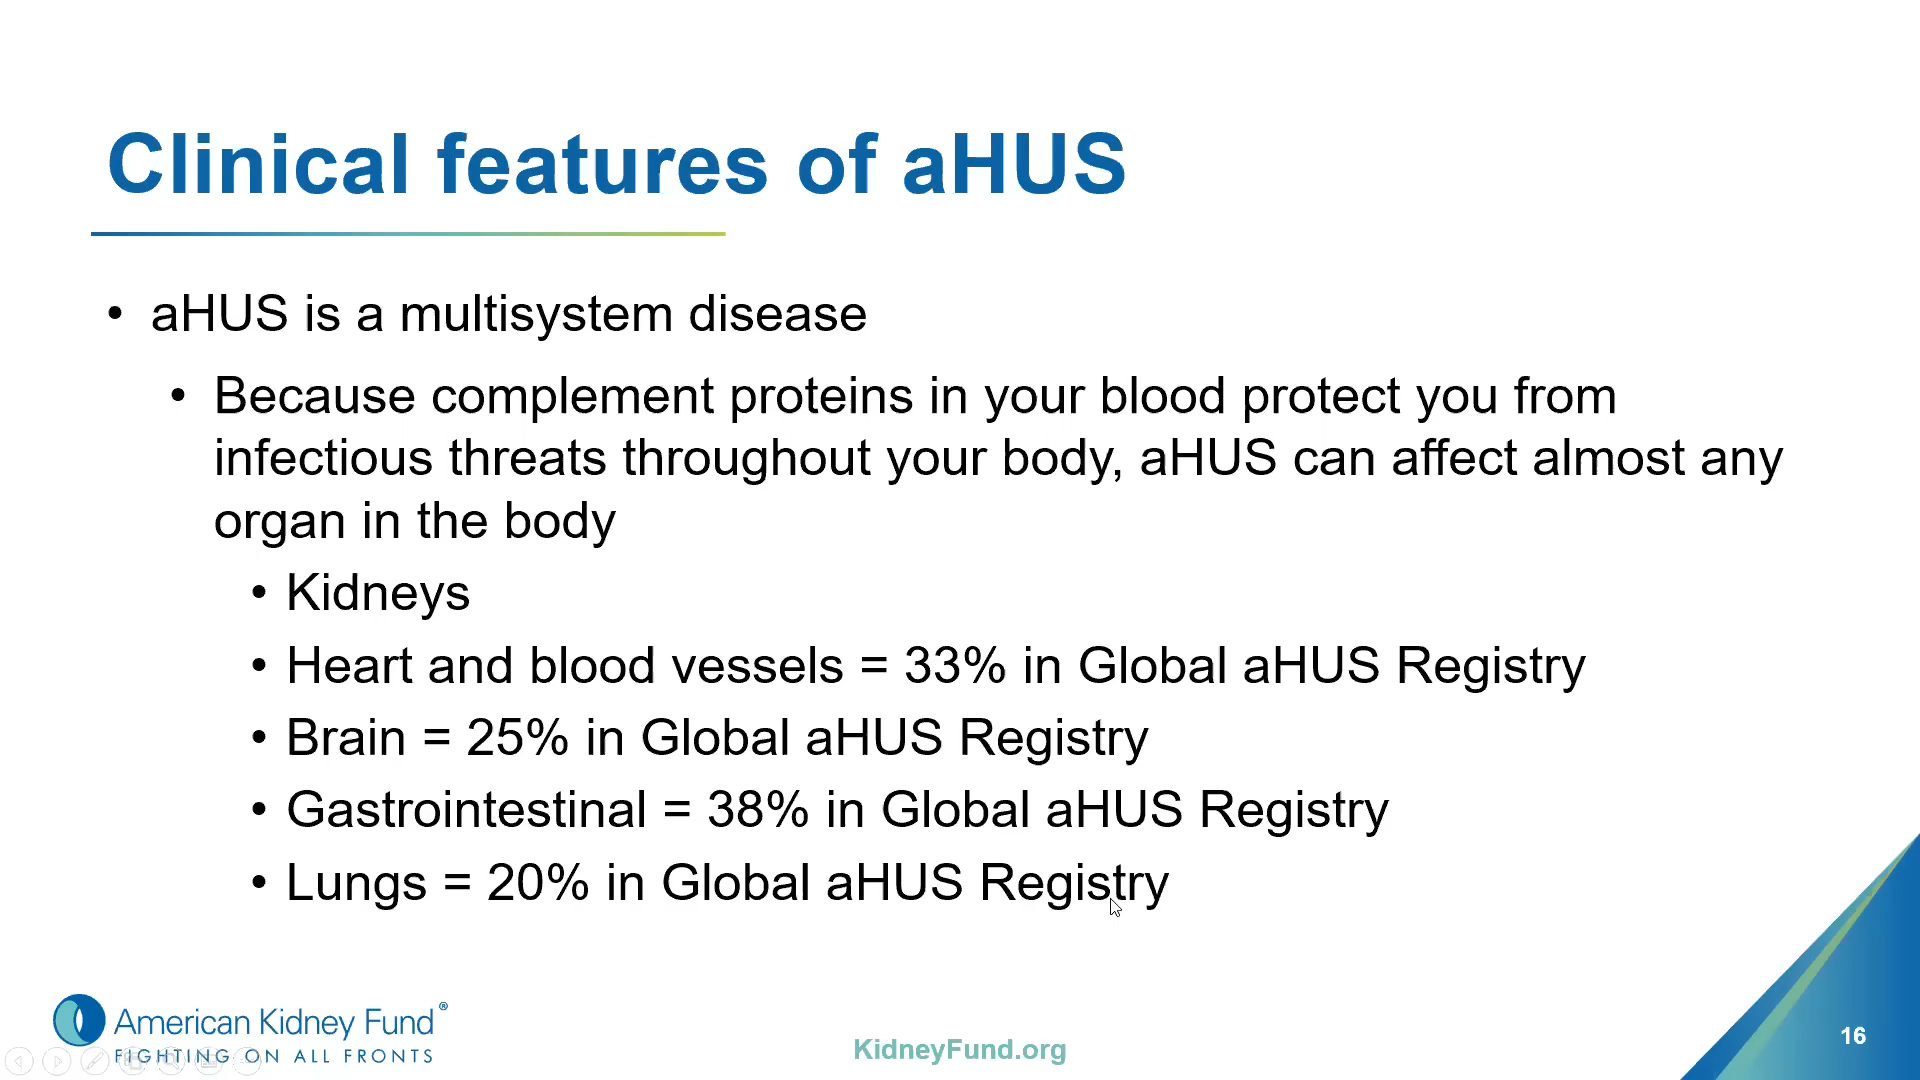 Clinical features of aHUS
• aHUS is a multisystem disease
• Because complement proteins in your blood protect you from
infectious threats throughout your body, aHUS can affect almost any
organ in the body
• Kidneys
• Heart and blood vessels = 33% in Global aHUS Registry
• Brain = 25% in Global aHUS Registry
• Gastrointestinal = 38% in Global aHUS Registry
• Lungs = 20% in Global aHUS Registry
American Kidney Fund®
FIGHTING ON ALL FRONTS
KidneyFund.org
16